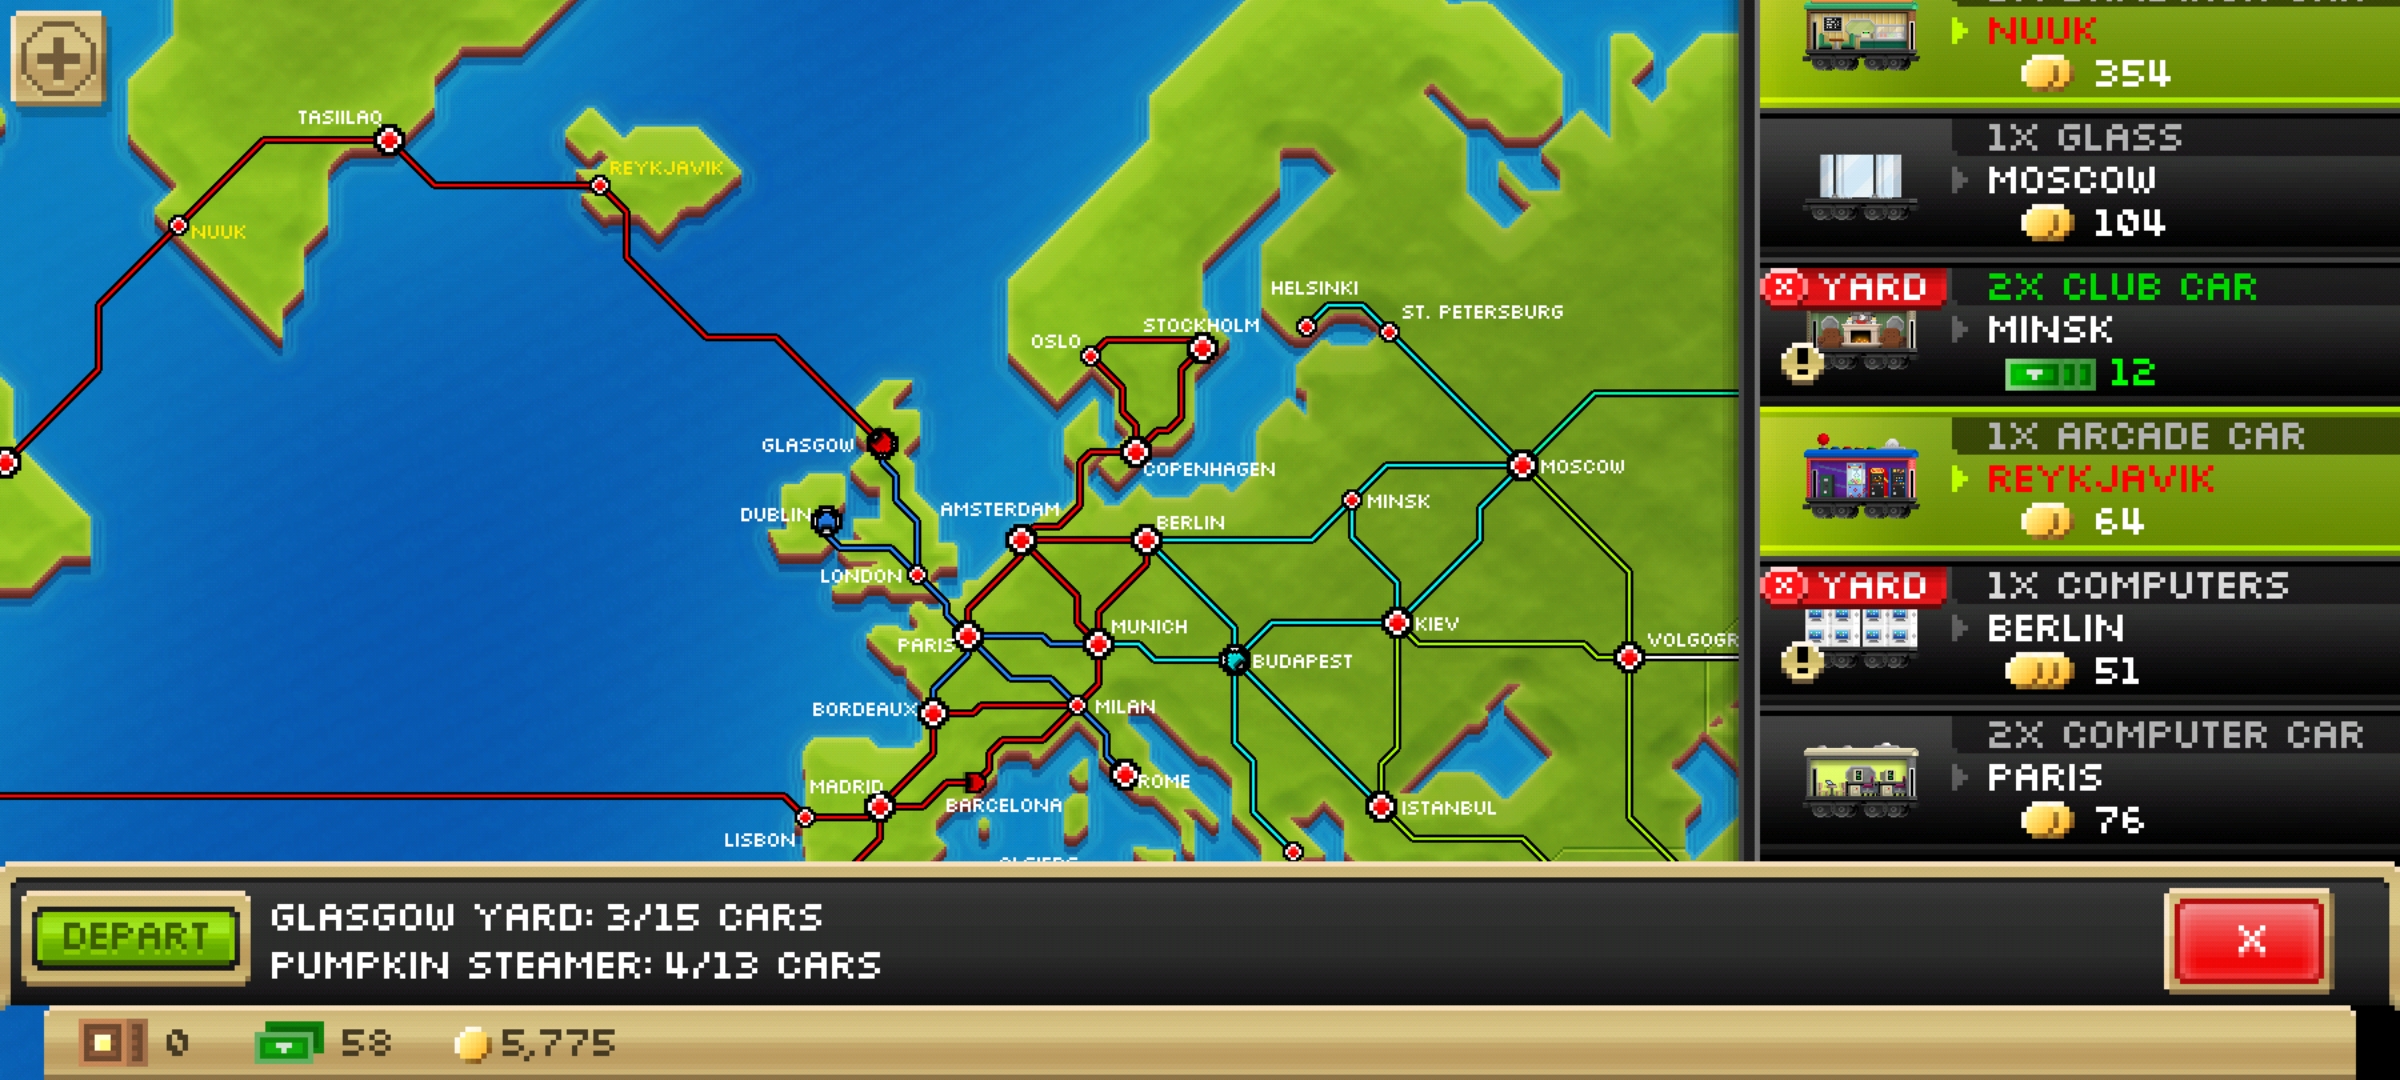 TASIILAQ
REYKJAVIK
NUUK
HELSINKI
ST. PETERSBURG
STOCKHOLM
OSLO
GLASGOW
COPENHAGEN
MOSCOW
MINSK
DUBLIN
AMSTERDAM
BERLIN
LONDON
PARIS
MUNICH
KIEV
BUDAPEST
VOLGOGR
BORDEAUX
MILAN
MADRID
ROME
BARCELONA
ISTANBUL
LISBON
NUUK
354
1X GLASS
MOSCOW
104
YARD
2X CLUB CAR
MINSK
12
1X ARCADE CAR
REYKJAVIK
64
YARD
1X COMPUTERS
BERLIN
51
2X COMPUTER CAR
PARIS
76
DEPART
GLASGOW YARD: 3/15 CARS
PUMPKIN STEAMER: 4/13 CARS
X
0
58
5,775